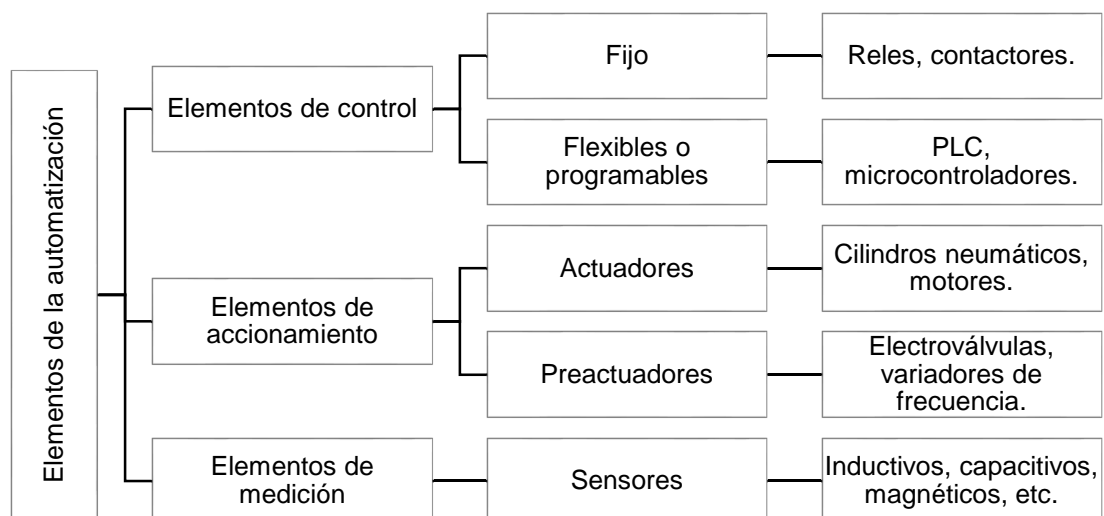 Elementos de la automatización
Elementos de control
Fijo
Reles, contactores.
Flexibles o
programables
PLC,
microcontroladores.
Elementos de
accionamiento
Actuadores
Cilindros neumáticos,
motores.
Preactuadores
Electroválvulas,
variadores de
frecuencia.
Elementos de
medición
Sensores
Inductivos, capacitivos,
magnéticos, etc.